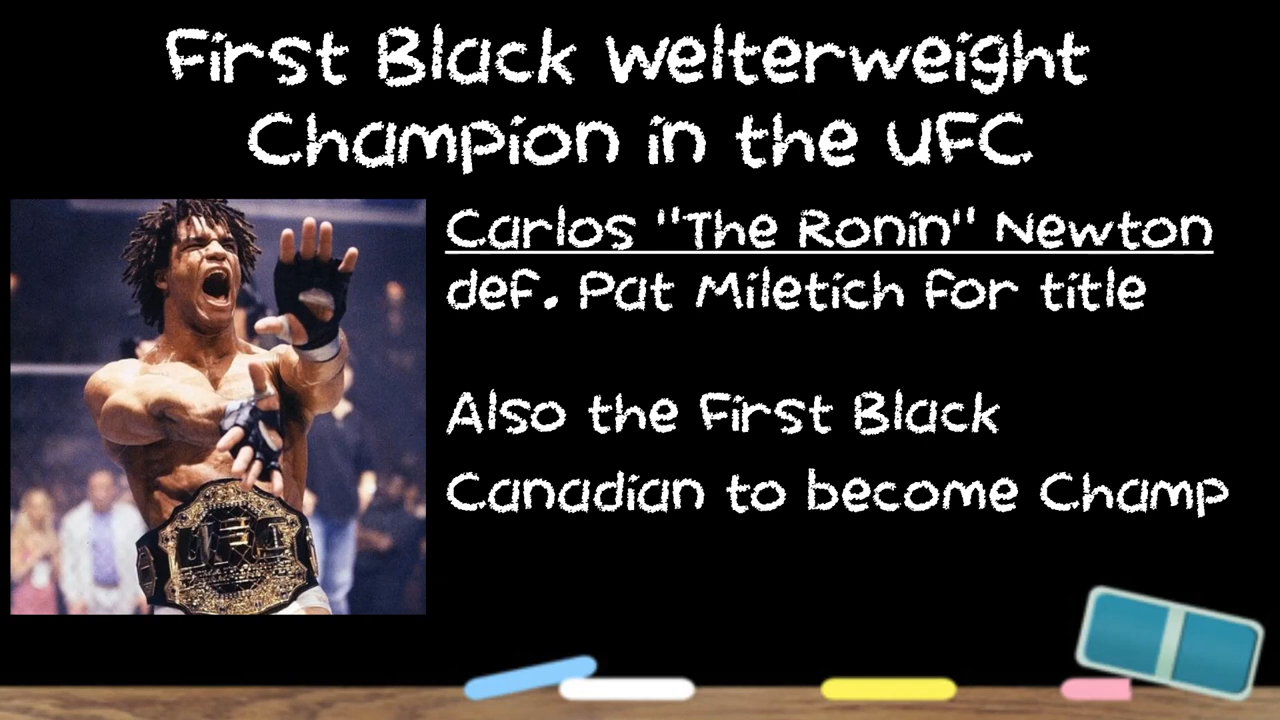 First Black Welterweight
Champion in the UFC
Carlos "The Ronin" Newton
def. Pat Miletich for title
Also the First Black
Canadian to become Champ
UFC